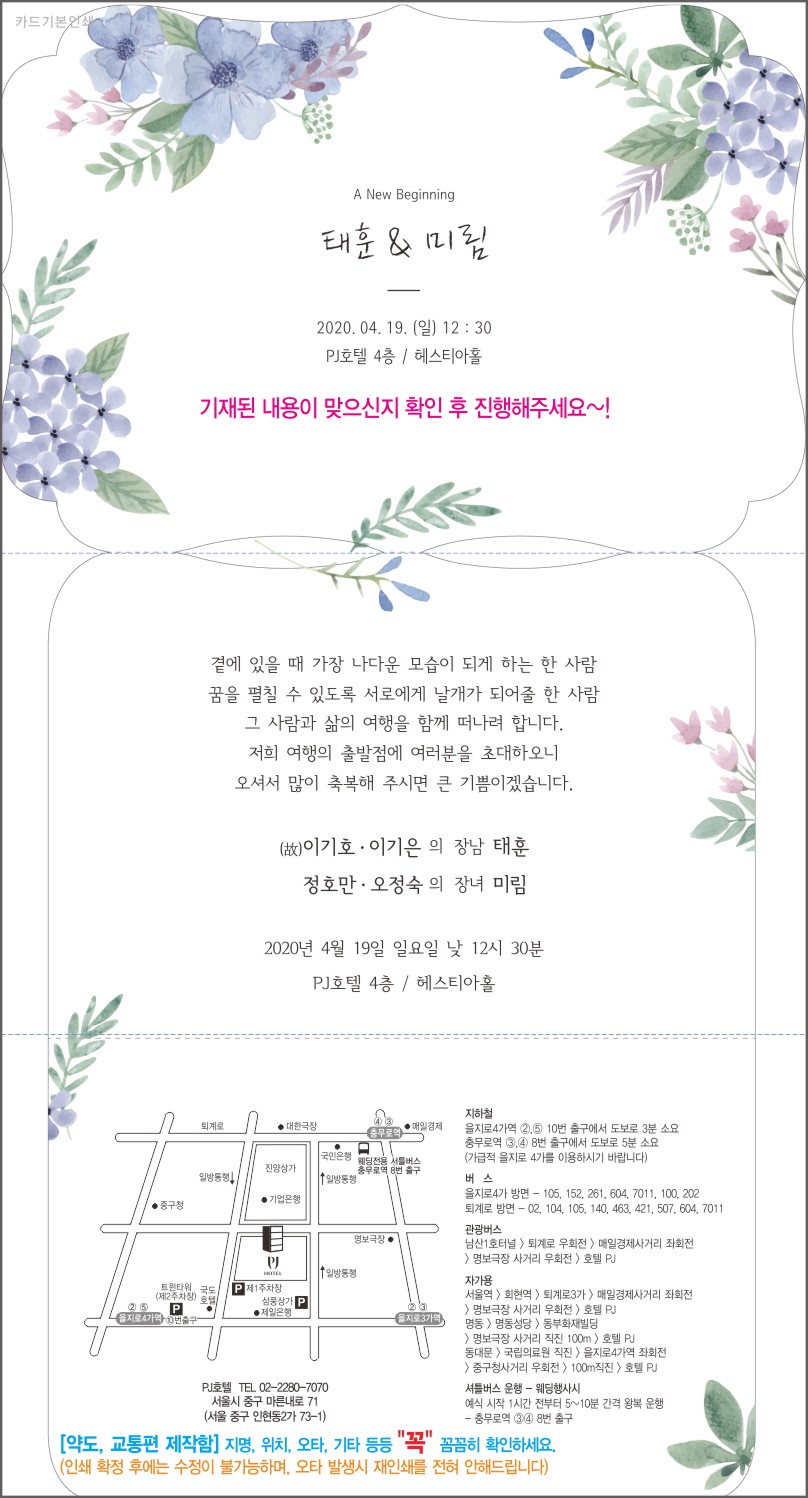 카드기본인쇄
A New Beginning
태훈 & 미림
2020. 04. 19. (일) 12 : 30
PJ호텔 4층 / 헤스티아홀
기재된 내용이 맞으신지 확인 후 진행해주세요~!
곁에 있을 때 가장 나다운 모습이 되게 하는 한 사람
꿈을 펼칠 수 있도록 서로에게 날개가 되어줄 한 사람
그 사람과 삶의 여행을 함께 떠나려 합니다.
저희 여행의 출발점에 여러분을 초대하오니
오셔서 많이 축복해 주시면 큰 기쁨이겠습니다.
(故)이기호 · 이기은 의 장남 태훈
정호만 · 오정숙 의 장녀 미림
2020년 4월 19일 일요일 낮 12시 30분
PJ호텔 4층 / 헤스티아홀
퇴계로
대한극장
④ ③
충무로역
매일경제
국민은행
웨딩전용 셔틀버스
충무로역 8번 출구
진양상가
일방통행
일방통행
중구청
기업은행
명보극장
PJ
HOTEL
일방통행
트윈타워
(제2주차장)
P
국도
호텔
P 제1주차장
삼풍상가 P
제일은행
② ⑤
을지로4가역
⑩번출구
② ③
을지로3가역
PJ호텔 TEL 02-2280-7070
서울시 중구 마른내로 71
(서울 중구 인현동2가 73-1)
지하철
을지로4가역 ②,⑤ 10번 출구에서 도보로 3분 소요
충무로역 ③,④ 8번 출구에서 도보로 5분 소요
(가급적 을지로 4가를 이용하시기 바랍니다)
버 스
을지로4가 방면 - 105, 152, 261, 604, 7011, 100, 202
퇴계로 방면 - 02, 104, 105, 140, 463, 421, 507, 604, 7011
관광버스
남산1호터널 > 퇴계로 우회전 > 매일경제사거리 좌회전
> 명보극장 사거리 우회전 > 호텔 PJ
자가용
서울역 > 회현역 > 퇴계로3가 > 매일경제사거리 좌회전
> 명보극장 사거리 우회전 > 호텔 PJ
명동 > 명동성당 > 동부화재빌딩
> 명보극장 사거리 직진 100m > 호텔 PJ
동대문 > 국립의료원 직진 > 을지로4가역 좌회전
> 중구청사거리 우회전 > 100m직진 > 호텔 PJ
셔틀버스 운행 - 웨딩행사시
예식 시작 1시간 전부터 5~10분 간격 왕복 운행
- 충무로역 ③④ 8번 출구
[약도, 교통편 제작함] 지명, 위치, 오타, 기타 등등 "꼭" 꼼꼼히 확인하세요.
(인쇄 확정 후에는 수정이 불가능하며, 오타 발생시 재인쇄를 전혀 안해드립니다)